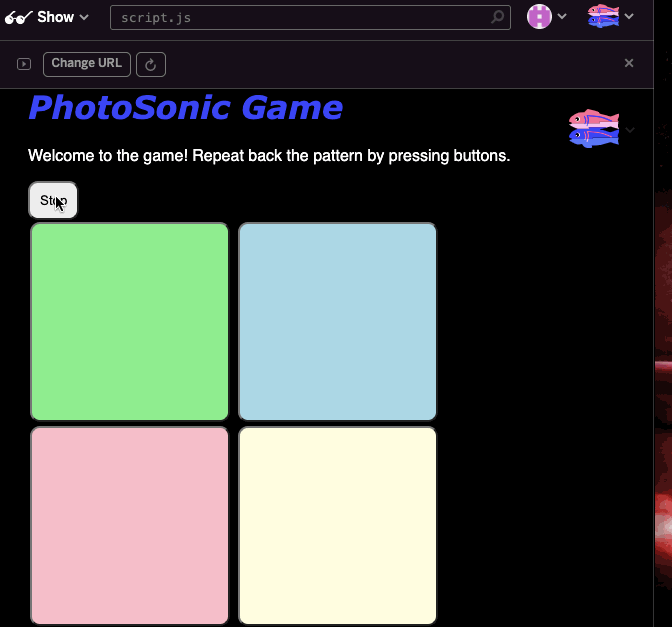 Show
script.js
Change URL
PhotoSonic Game
Welcome to the game! Repeat back the pattern by pressing buttons.
Stop